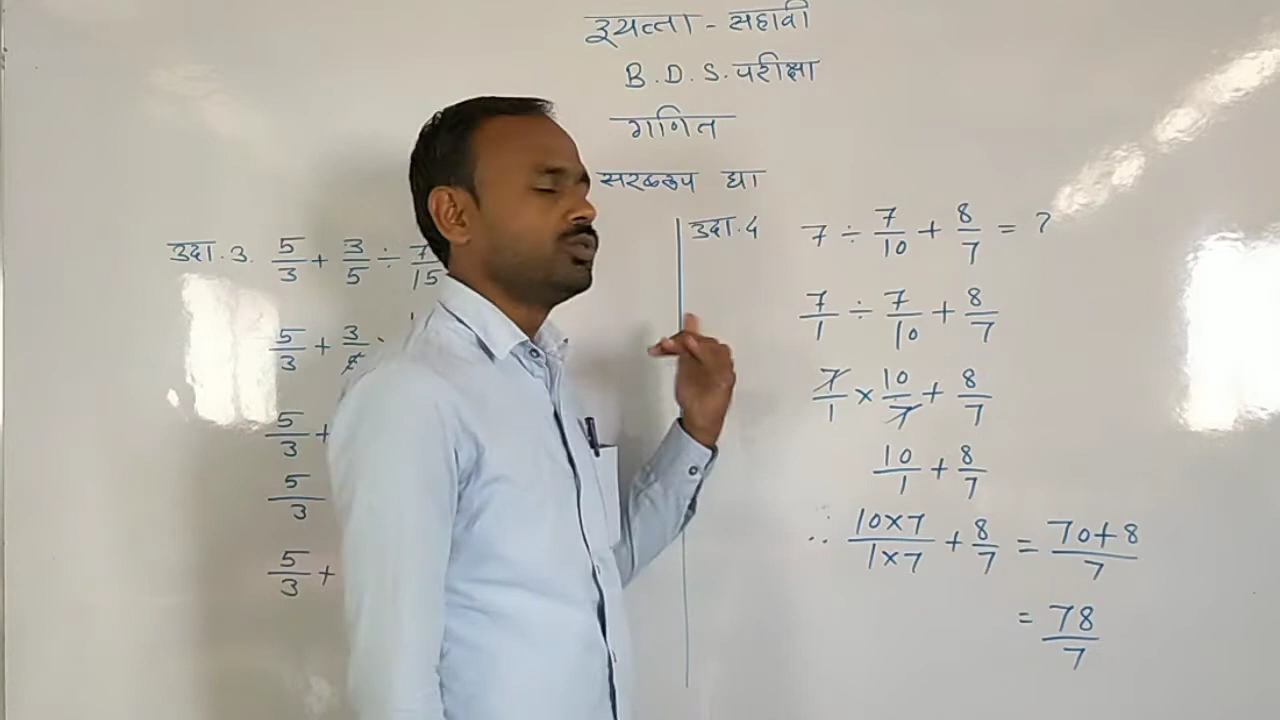 इयत्ता - सहावी
B.D.S. परीक्षा
गणित
सरळरूप द्या
उदा. 3. 5/3 + 3/5 ÷ 7/15
5/3 + 3/5
5/3 +
5/3
5/3 +
उदा. 4 7 ÷ 7/10 + 8/7 = ?
7/1 ÷ 7/10 + 8/7
7/1 × 10/7 + 8/7
10/1 + 8/7
∴ 10×7/1×7 + 8/7 = 70+8/7
= 78/7